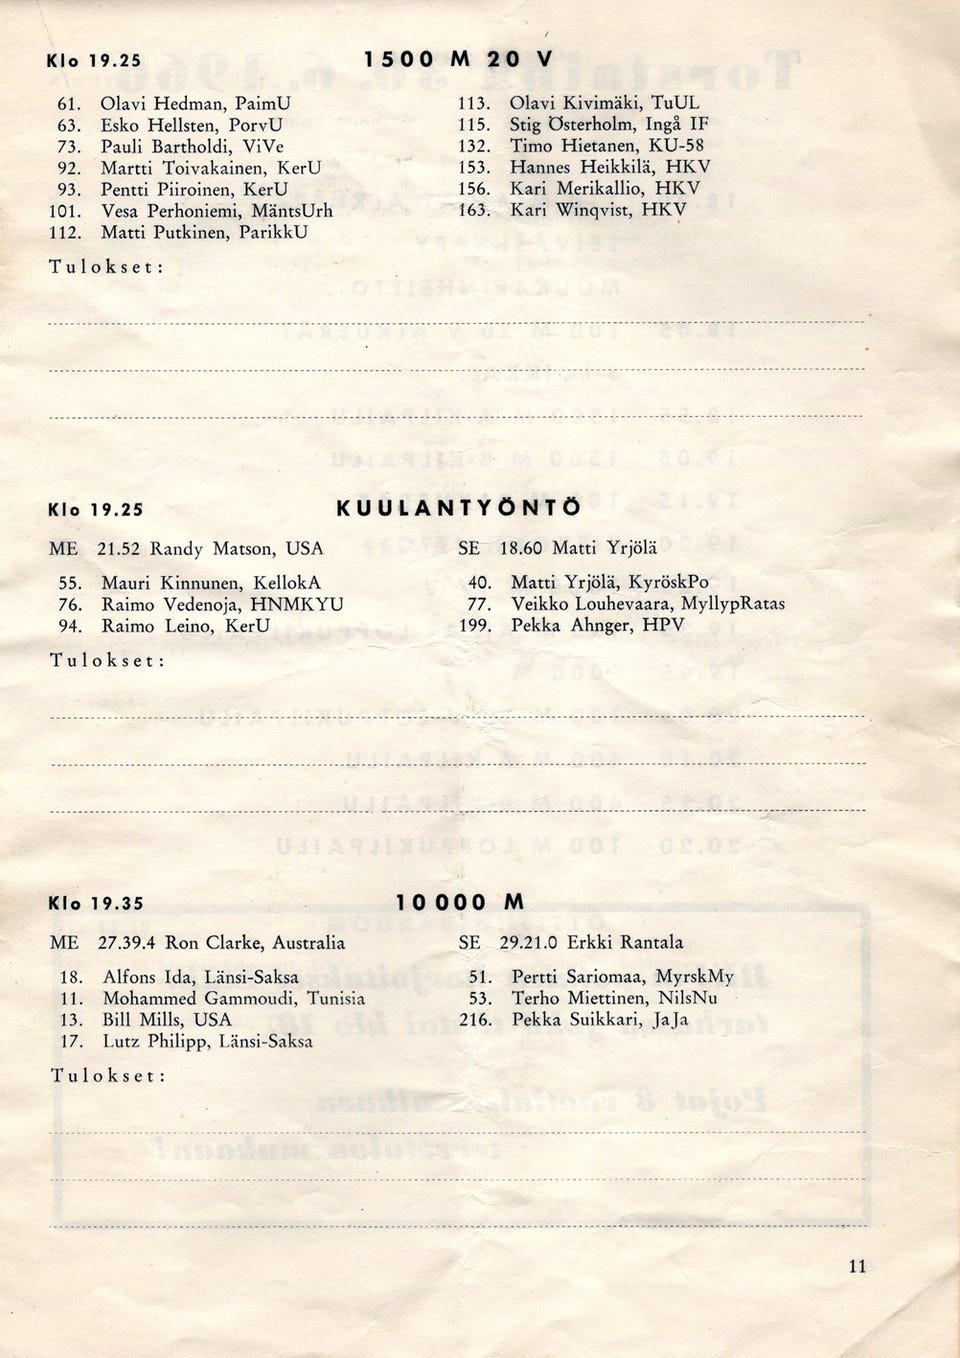 Klo 19.25 1500 M 20 V
61. Olavi Hedman, PaimU
63. Esko Hellsten, PorvU
73. Pauli Bartholdi, ViVe
92. Martti Toivakainen, KerU
93. Pentti Piiroinen, KerU
101. Vesa Perhoniemi, MäntsUrh
112. Matti Putkinen, ParikkU
113. Olavi Kivimäki, TuUL
115. Stig Österholm, Ingå IF
132. Timo Hietanen, KU-58
153. Hannes Heikkilä, HKV
156. Kari Merikallio, HKV
163. Kari Winqvist, HKV
Tulokset:
Klo 19.25 KUULANTYÖNTÖ
ME 21.52 Randy Matson, USA
SE 18.60 Matti Yrjölä
55. Mauri Kinnunen, KellokA
76. Raimo Vedenoja, HNMKYU
94. Raimo Leino, KerU
40. Matti Yrjölä, KyröskPo
77. Veikko Louhevaara, MyllypRatas
199. Pekka Ahnger, HPV
Tulokset:
Klo 19.35 10 000 M
ME 27.39.4 Ron Clarke, Australia
SE 29.21.0 Erkki Rantala
18. Alfons Ida, Länsi-Saksa
11. Mohammed Gammoudi, Tunisia
13. Bill Mills, USA
17. Lutz Philipp, Länsi-Saksa
51. Pertti Sariomaa, MyrskMy
53. Terho Miettinen, NilsNu
216. Pekka Suikkari, JaJa
Tulokset:
11